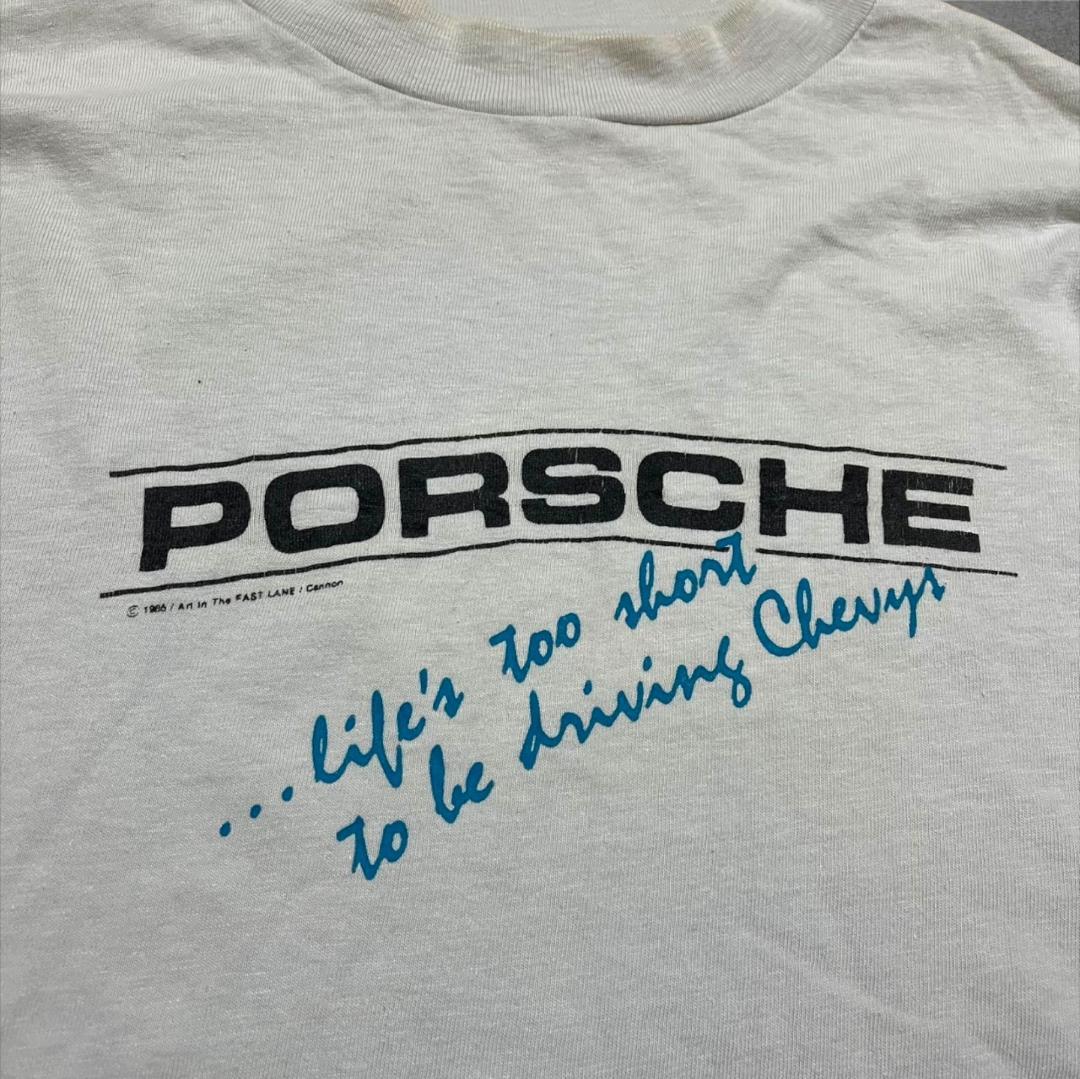 PORSCHE
© 1986 / Art In The FAST LANE / Cannon
...life's too short
to be driving Chevys